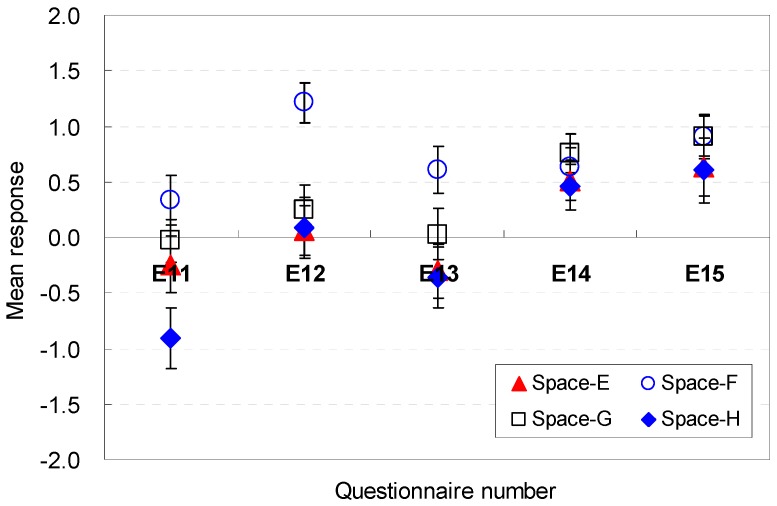 2.0
1.5
1.0
0.5
0.0
-0.5
-1.0
-1.5
-2.0
Mean response
E11 E12 E13 E14 E15
Space-E Space-F
Space-G Space-H
Questionnaire number